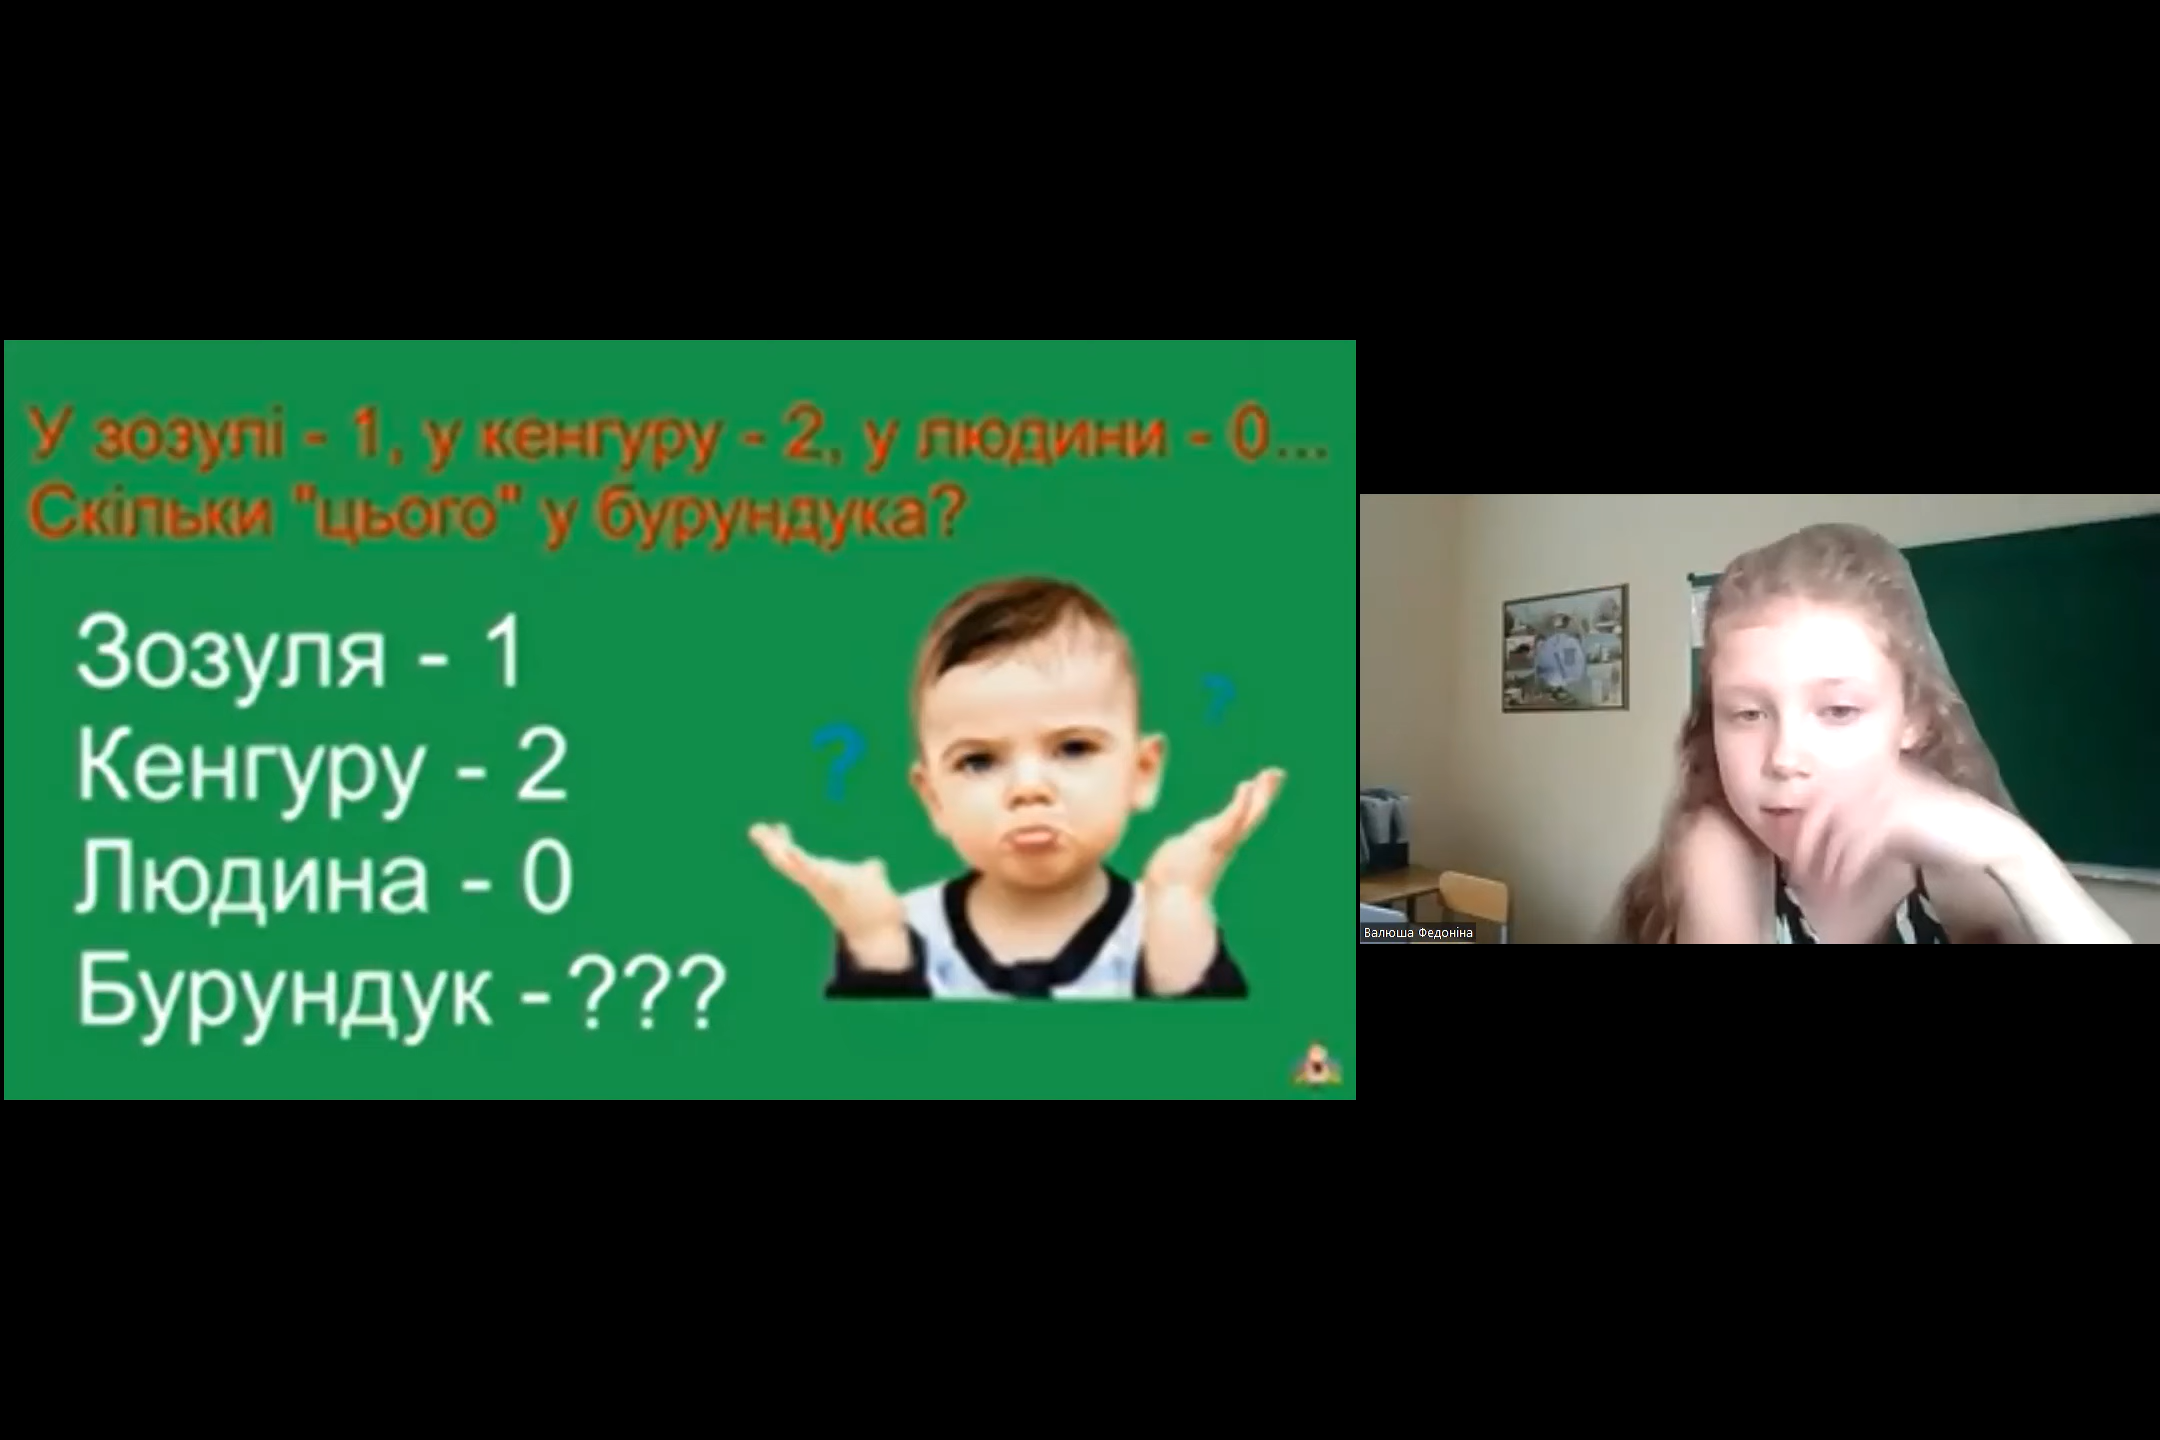 У зозулі - 1, у кенгуру - 2, у людини - 0...
Скільки "цього" у бурундука?
Зозуля - 1
Кенгуру - 2
Людина - 0
Бурундук - ???
?
?
Валюша Федоніна